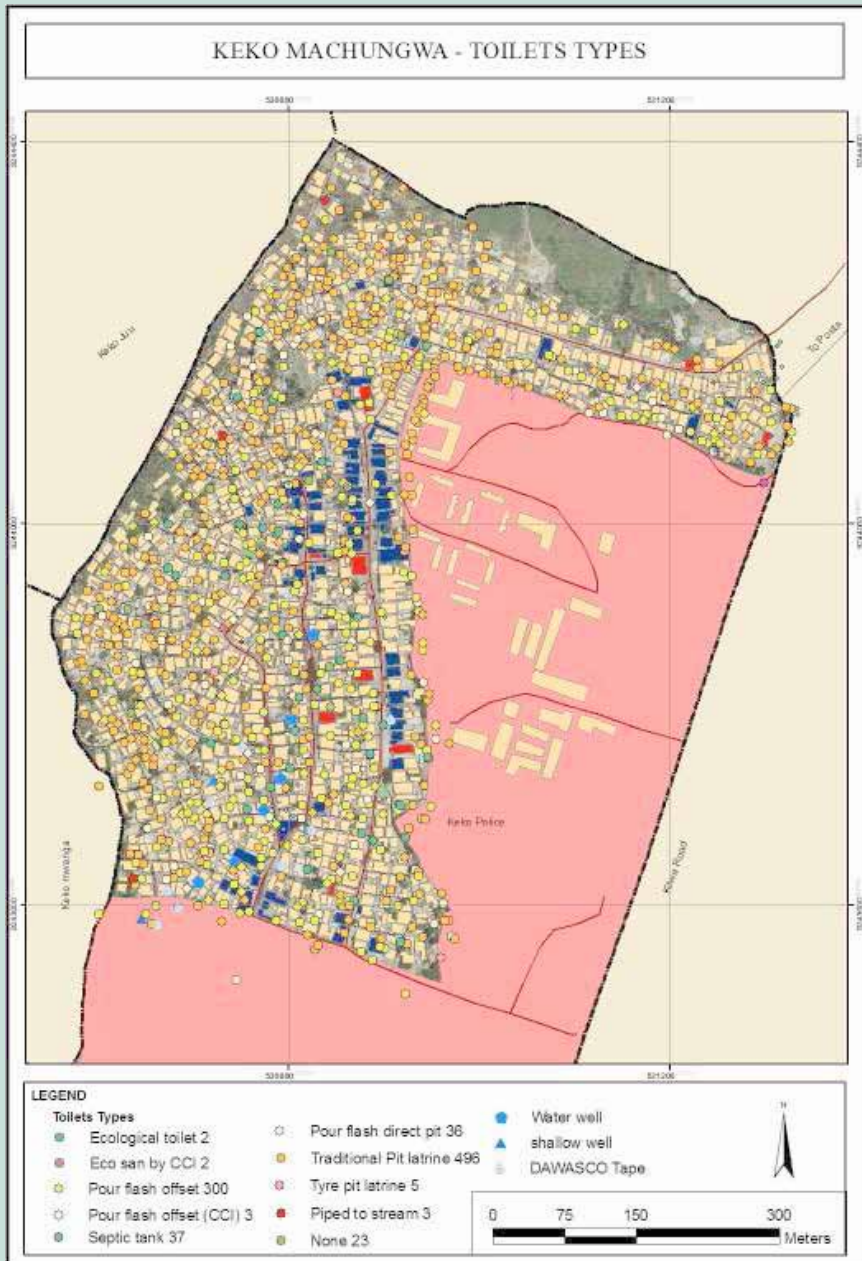 KEKO MACHUNGWA - TOILETS TYPES
To Posta
Keko Police
Keko mwanga
Kilwa Road
LEGEND
Toilets Types
Ecological toilet 2
Eco san by CCI 2
Pour flash offset 300
Pour flash offset (CCI) 3
Septic tank 37
Pour flash direct pit 36
Traditional Pit latrine 496
Tyre pit latrine 5
Piped to stream 3
None 23
Water well
shallow well
DAWASCO Tape
N
0 75 150 300
Meters